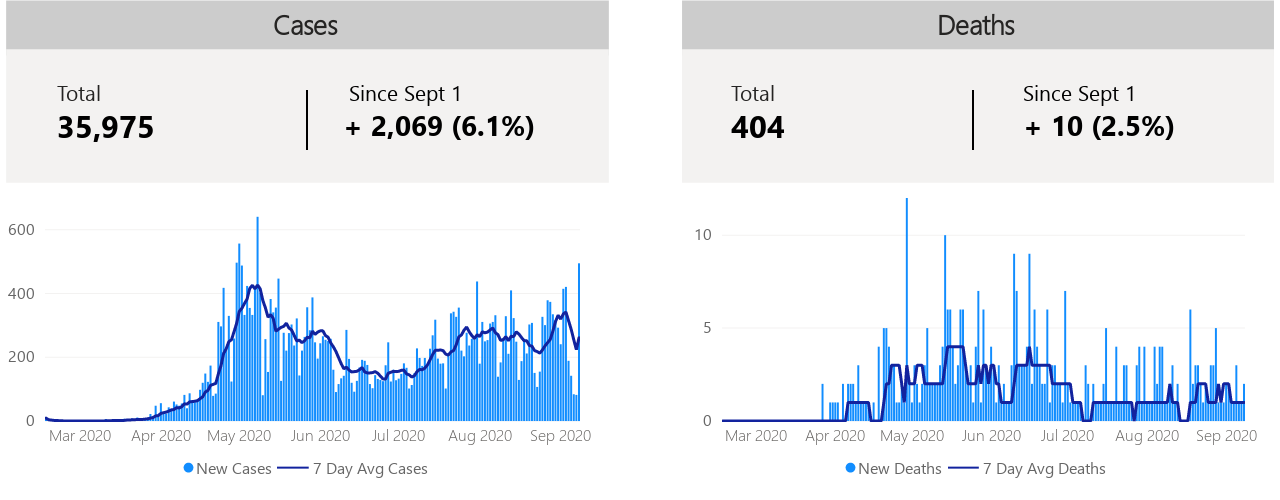 Cases
Total
Since Sept 1
35,975
+ 2,069 (6.1%)
600
400
200
0
Mar 2020 Apr 2020 May 2020 Jun 2020 Jul 2020 Aug 2020 Sep 2020
New Cases 7 Day Avg Cases
Deaths
Total
Since Sept 1
404
+ 10 (2.5%)
10
5
0
Mar 2020 Apr 2020 May 2020 Jun 2020 Jul 2020 Aug 2020 Sep 2020
New Deaths 7 Day Avg Deaths